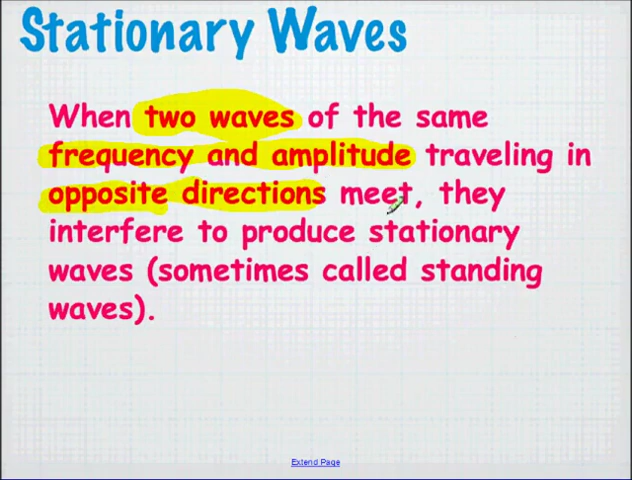 Stationary Waves
When two waves of the same
frequency and amplitude traveling in
opposite directions meet, they
interfere to produce stationary
waves (sometimes called standing
waves).
Extend Page